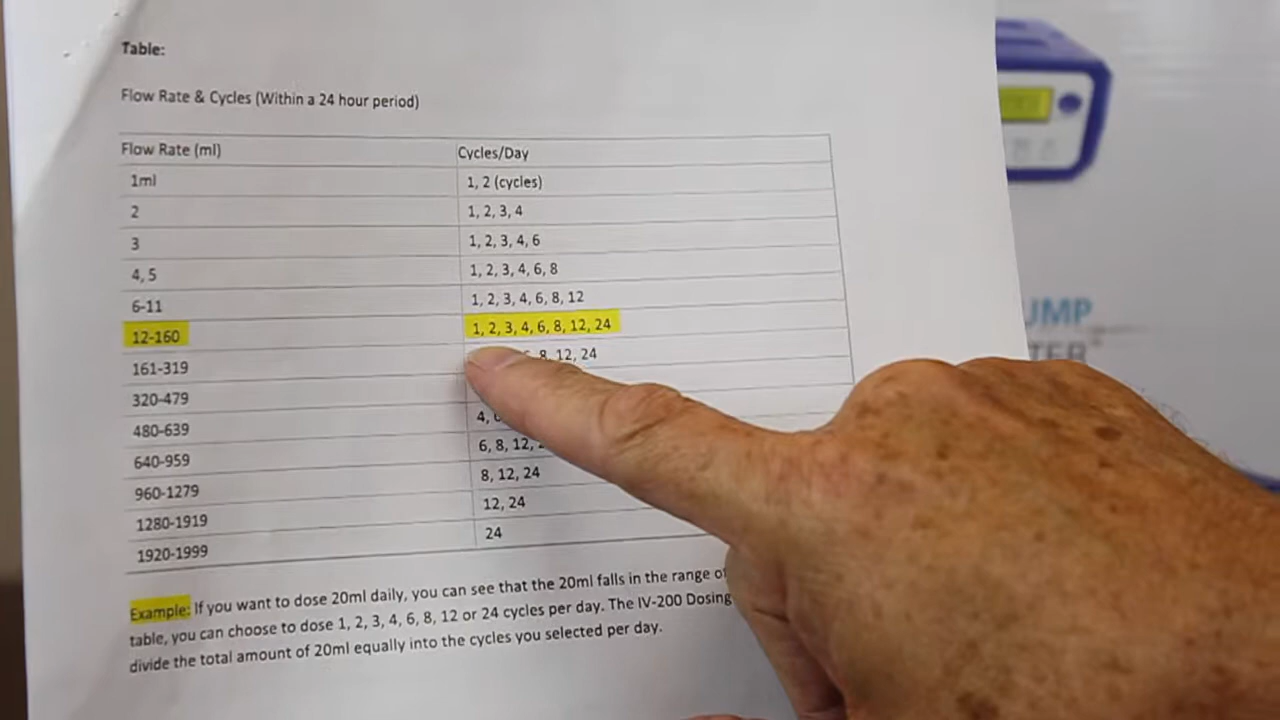 Table:
Flow Rate & Cycles (Within a 24 hour period)
Flow Rate (ml) Cycles/Day
1ml 1, 2 (cycles)
2 1, 2, 3, 4
3 1, 2, 3, 4, 6
4, 5 1, 2, 3, 4, 6, 8
6-11 1, 2, 3, 4, 6, 8, 12
12-160 1, 2, 3, 4, 6, 8, 12, 24
161-319 8, 12, 24
320-479
480-639 4,
640-959 6, 8, 12,
960-1279 8, 12, 24
1280-1919 12, 24
1920-1999 24
Example: If you want to dose 20ml daily, you can see that the 20ml falls in the range of
table, you can choose to dose 1, 2, 3, 4, 6, 8, 12 or 24 cycles per day. The IV-200 Dosing
divide the total amount of 20ml equally into the cycles you selected per day.
UMP
TER